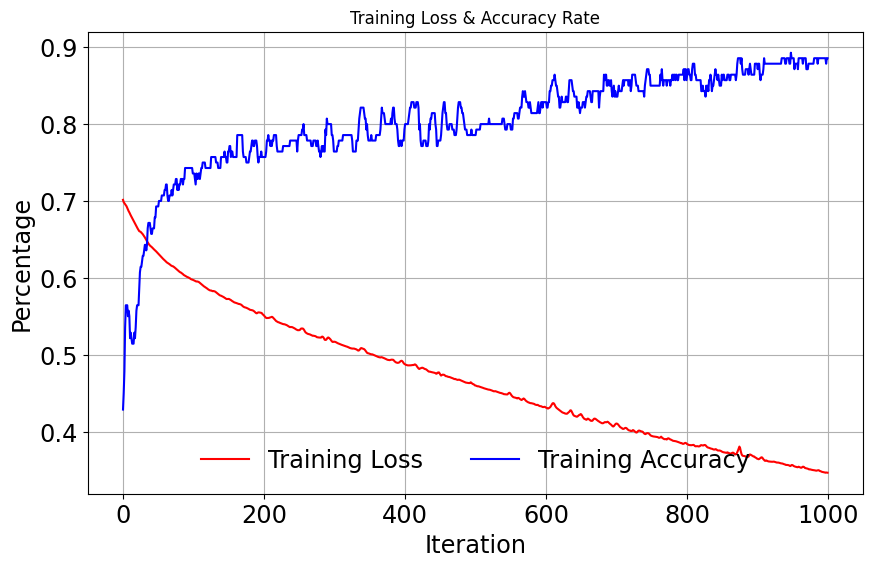 Training Loss & Accuracy Rate
Percentage
0.9
0.8
0.7
0.6
0.5
0.4
Training Loss Training Accuracy
0 200 400 600 800 1000
Iteration